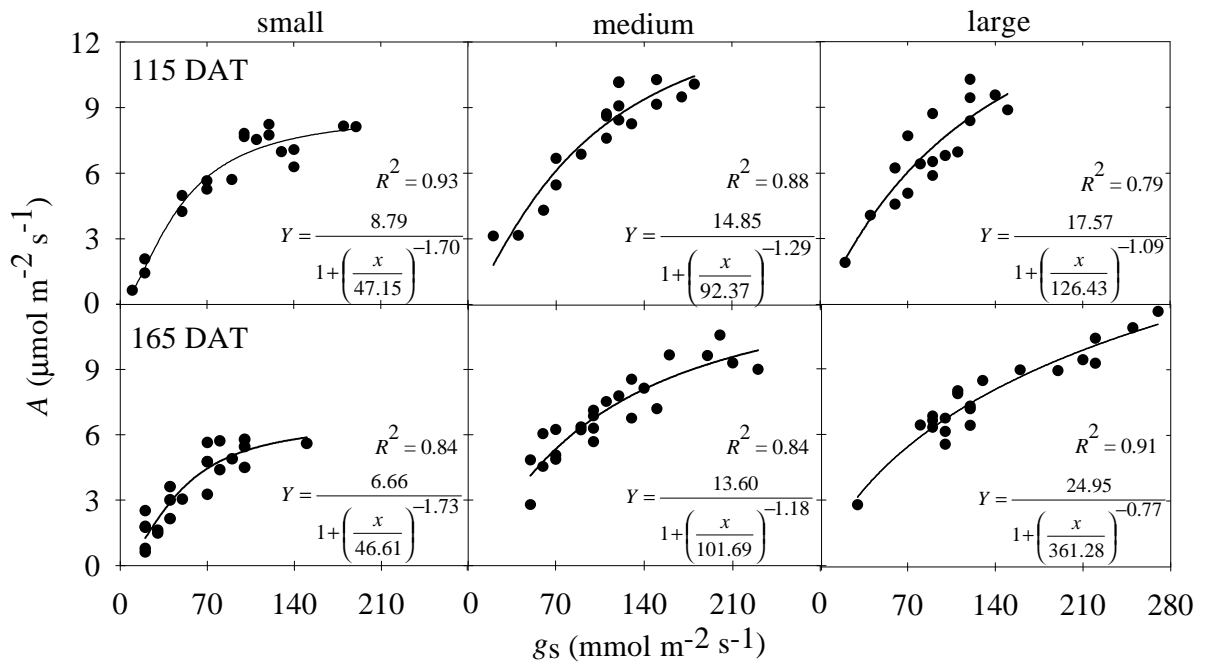 small medium large
12
115 DAT
9
6
3
0
R² = 0.93
Y = 8.79 / 1+(x/47.15)^−1.70
R² = 0.88
Y = 14.85 / 1+(x/92.37)^−1.29
R² = 0.79
Y = 17.57 / 1+(x/126.43)^−1.09
A (µmol m-2 s-1)
165 DAT
9
6
3
0
R² = 0.84
Y = 6.66 / 1+(x/46.61)^−1.73
R² = 0.84
Y = 13.60 / 1+(x/101.69)^−1.18
R² = 0.91
Y = 24.95 / 1+(x/361.28)^−0.77
0 70 140 210 0 70 140 210 0 70 140 210 280
gs (mmol m-2 s-1)